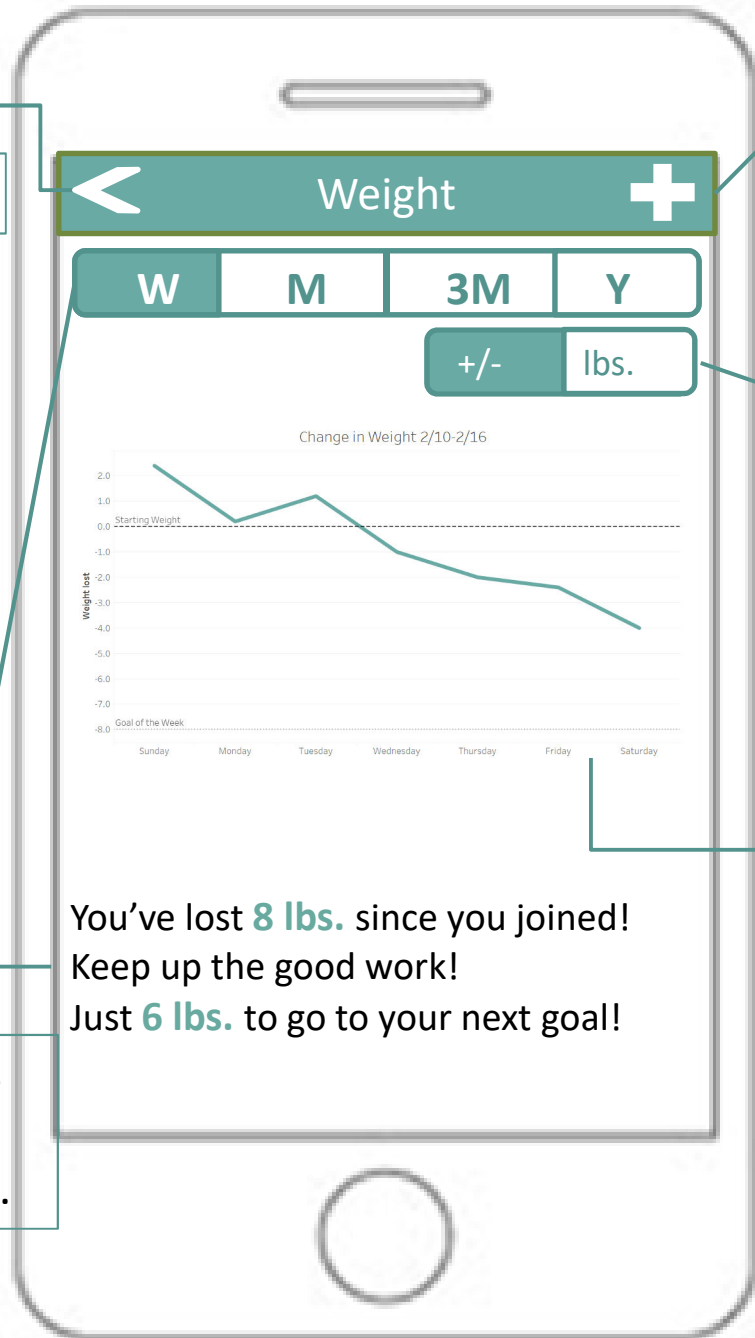 < Weight +
W M 3M Y
+/- lbs.
Change in Weight 2/10-2/16
2.0
1.0
Starting Weight
0.0
-1.0
-2.0
Weight lost
-3.0
-4.0
-5.0
-6.0
-7.0
Goal of the Week
-8.0
Sunday Monday Tuesday Wednesday Thursday Friday Saturday
You’ve lost 8 lbs. since you joined!
Keep up the good work!
Just 6 lbs. to go to your next goal!
.